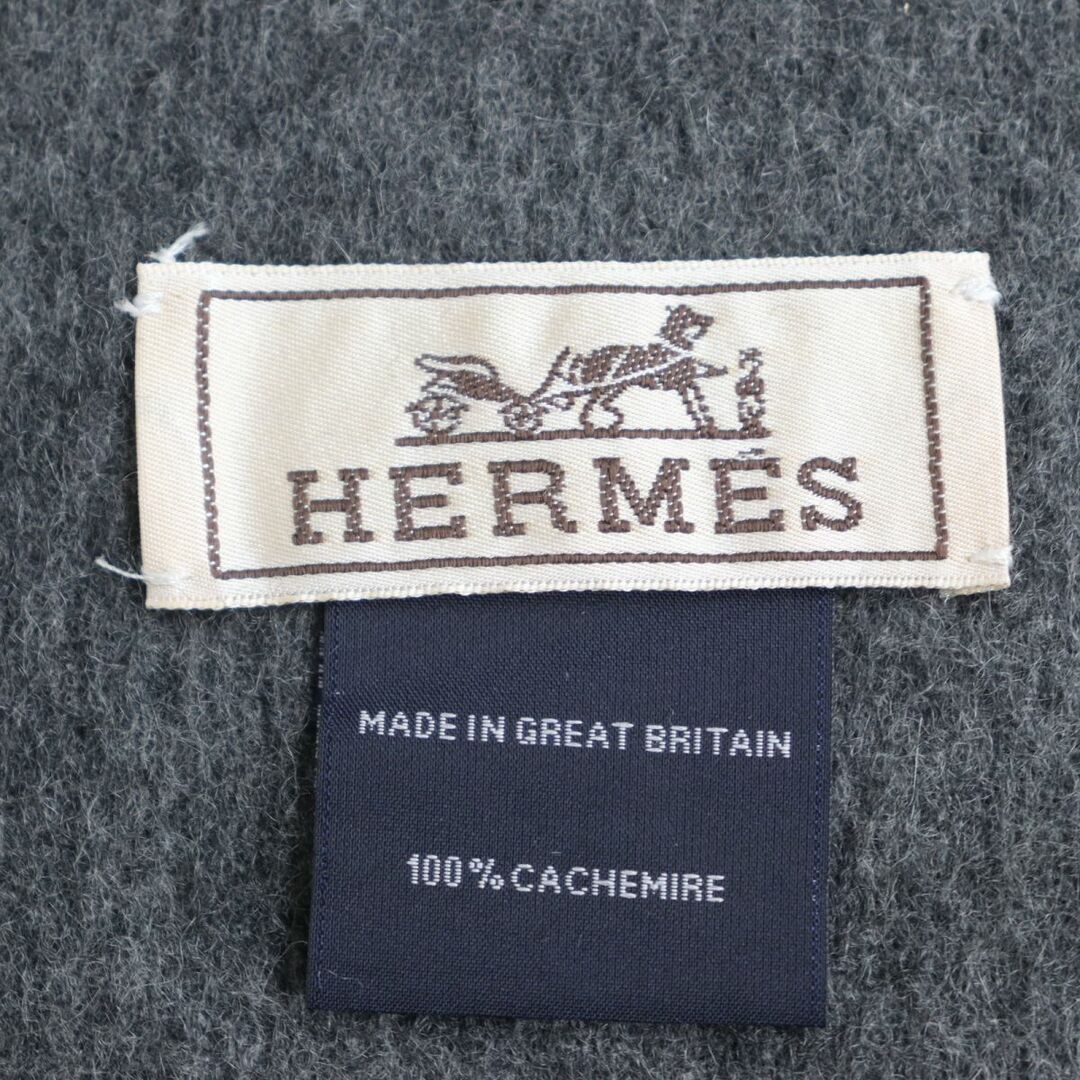 HERMÈS
MADE IN GREAT BRITAIN
100% CACHEMIRE